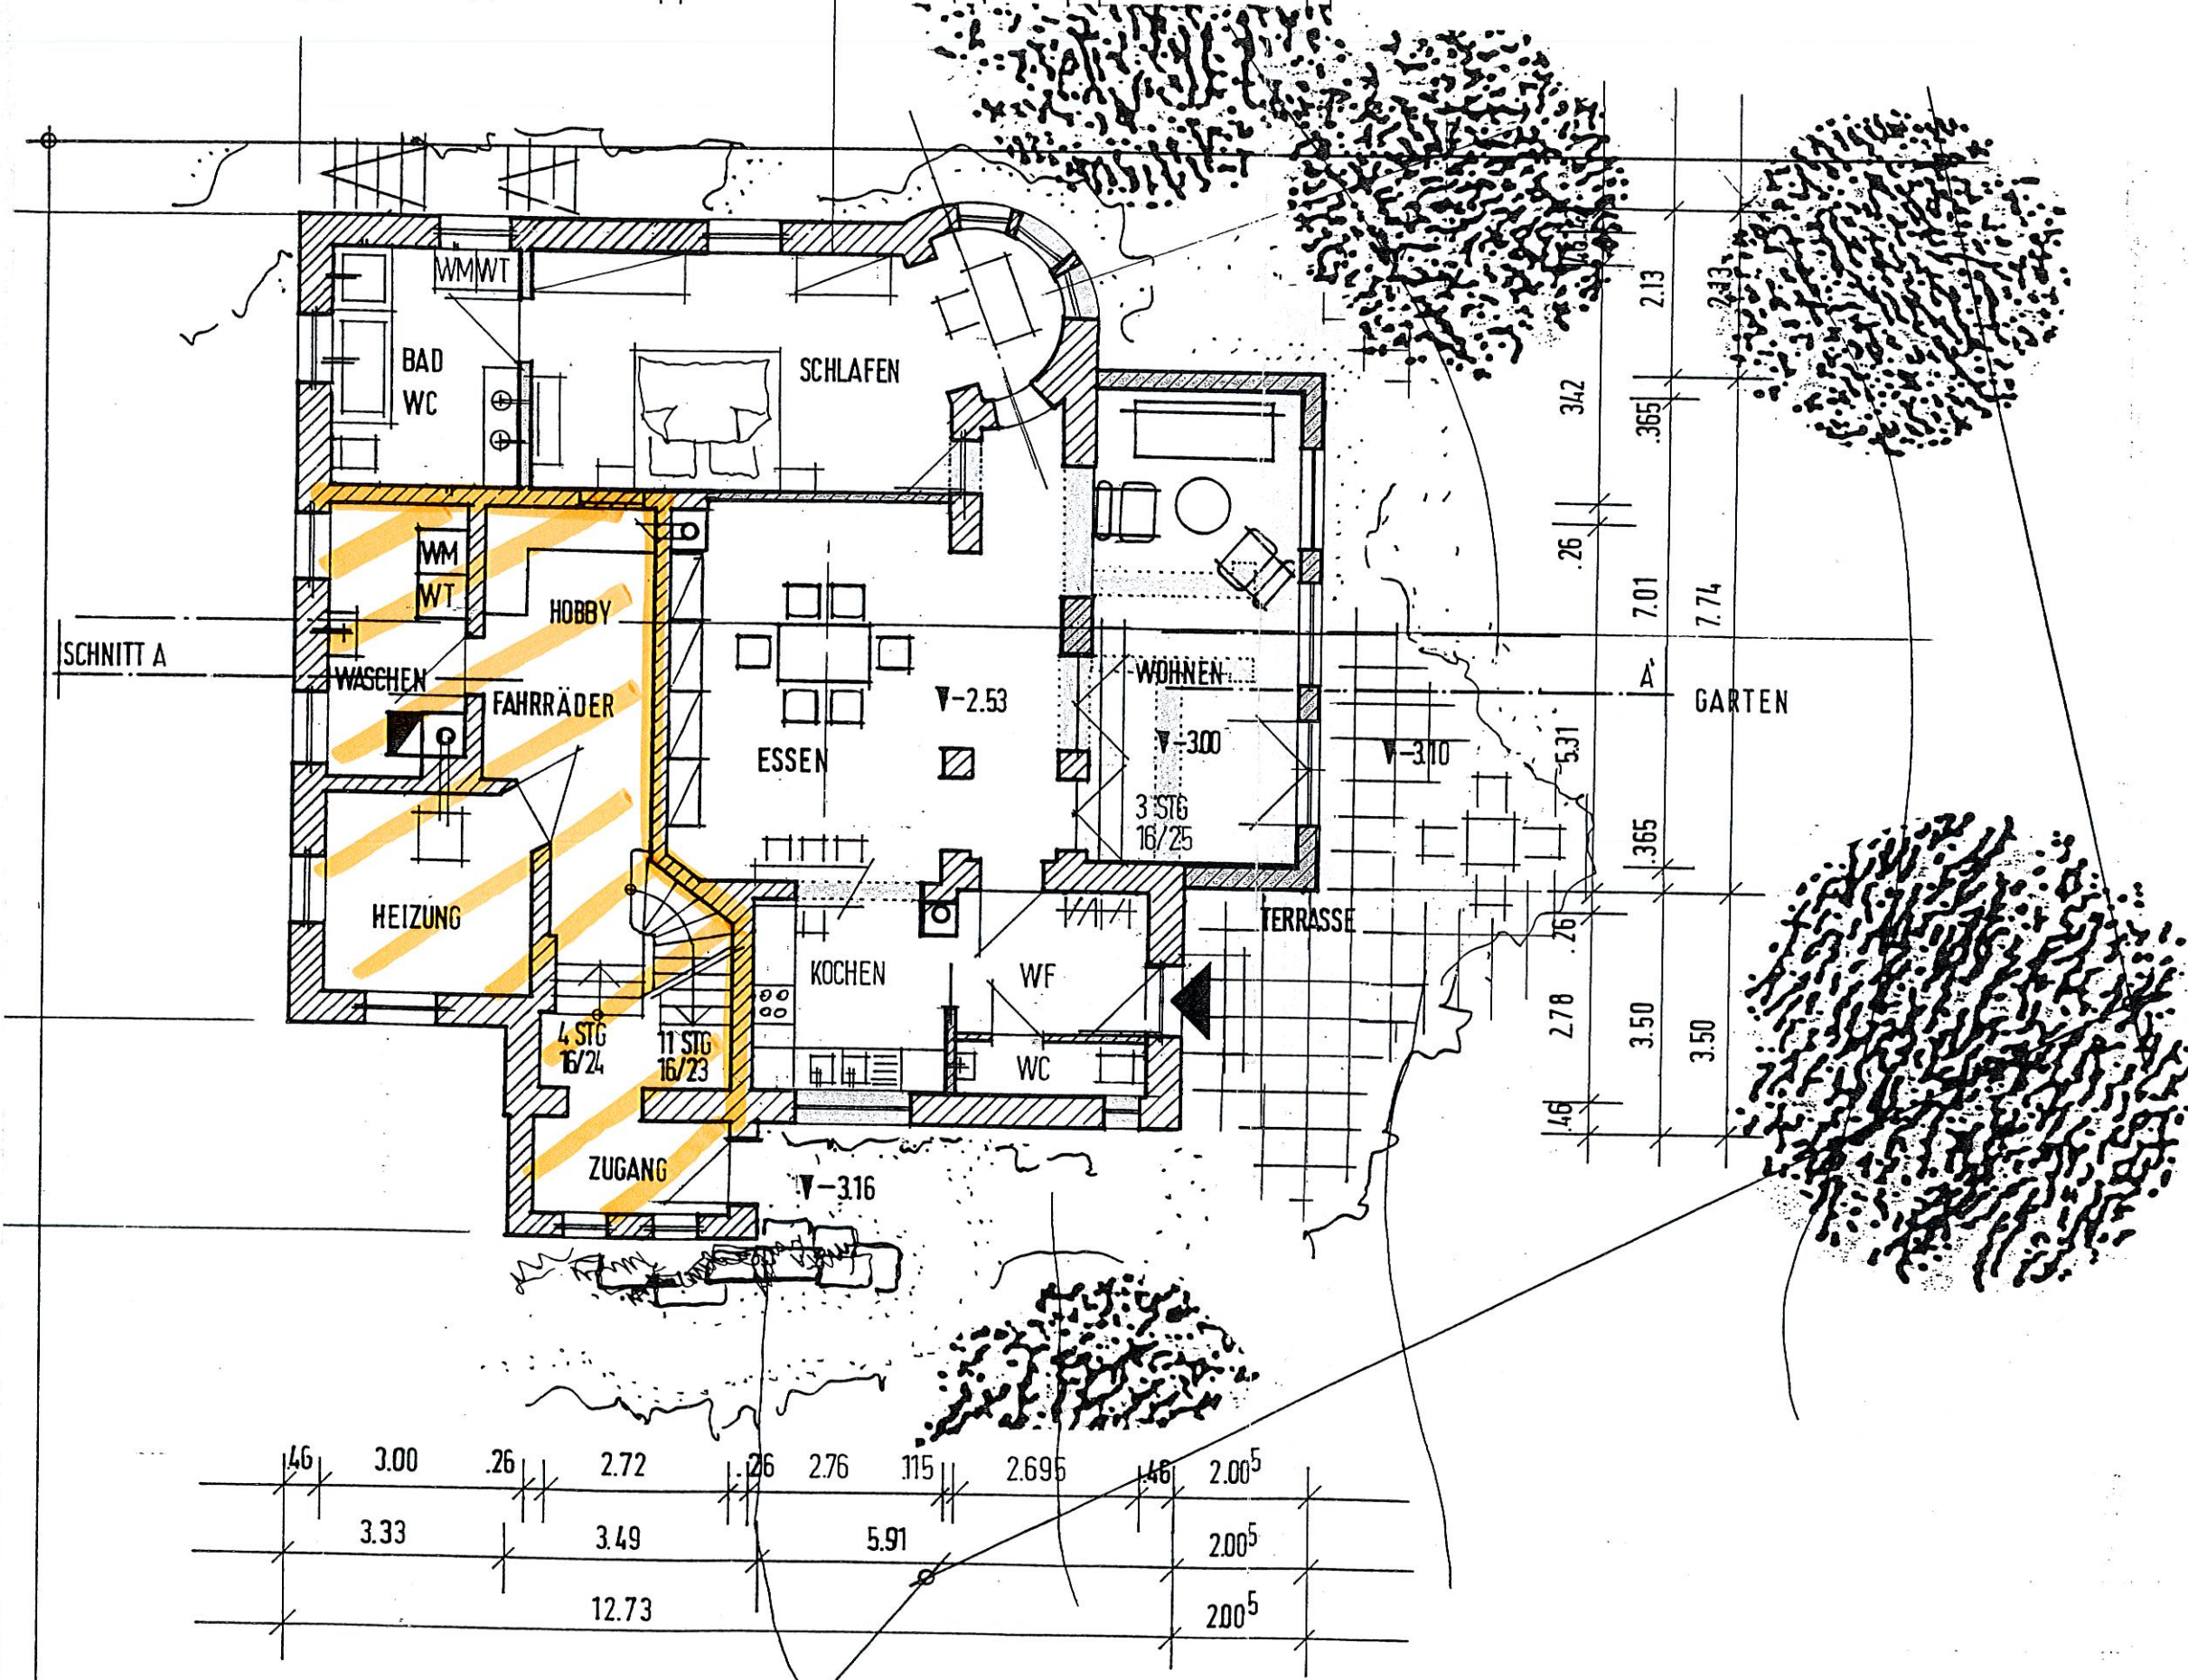 WM WT
BAD
WC
SCHLAFEN
WM
WT
HOBBY
WASCHEN
FAHRRÄDER
HEIZUNG
SCHNITT A
ESSEN
▼-2.53
WOHNEN
▼-3.00
3 STG
16/25
A'
GARTEN
▼-3.10
TERRASSE
KOCHEN
WF
WC
4 STG
16/24
11 STG
16/23
ZUGANG
▼-3.16
2.13
2.13
3.42
.365
.26
7.01
7.74
5.31
.365
.26
2.78
3.50
3.50
.46
.46 3.00 .26 2.72 .26 2.76 .115 2.695 .46 2.00⁵
3.33 3.49 5.91 2.00⁵
12.73 2.00⁵